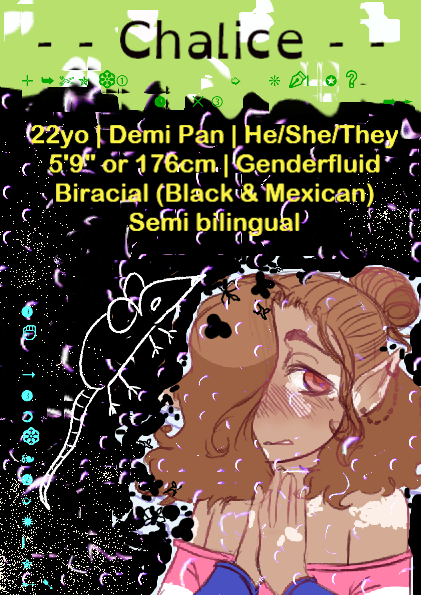 - - Chalice - -
22yo | Demi Pan | He/She/They
5'9" or 176cm | Genderfluid
Biracial (Black & Mexican)
Semi bilingual